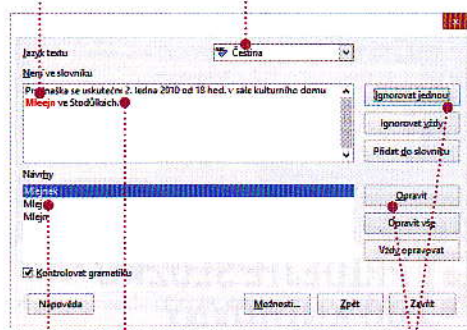 Jazyk textu
Čeština
Není ve slovníku
Přednáška se uskuteční 2. ledna 2010 od 18 hod. v sále kulturního domu
Mleejn ve Stodůlkách.
Ignorovat jednou
Ignorovat vždy
Přidat do slovníku
Návrhy
Mlejnek
Mlej
Mlejn
Opravit
Opravit vše
Vždy opravovat
Kontrolovat gramatiku
Nápověda
Možnosti...
Zpět
Zavřít